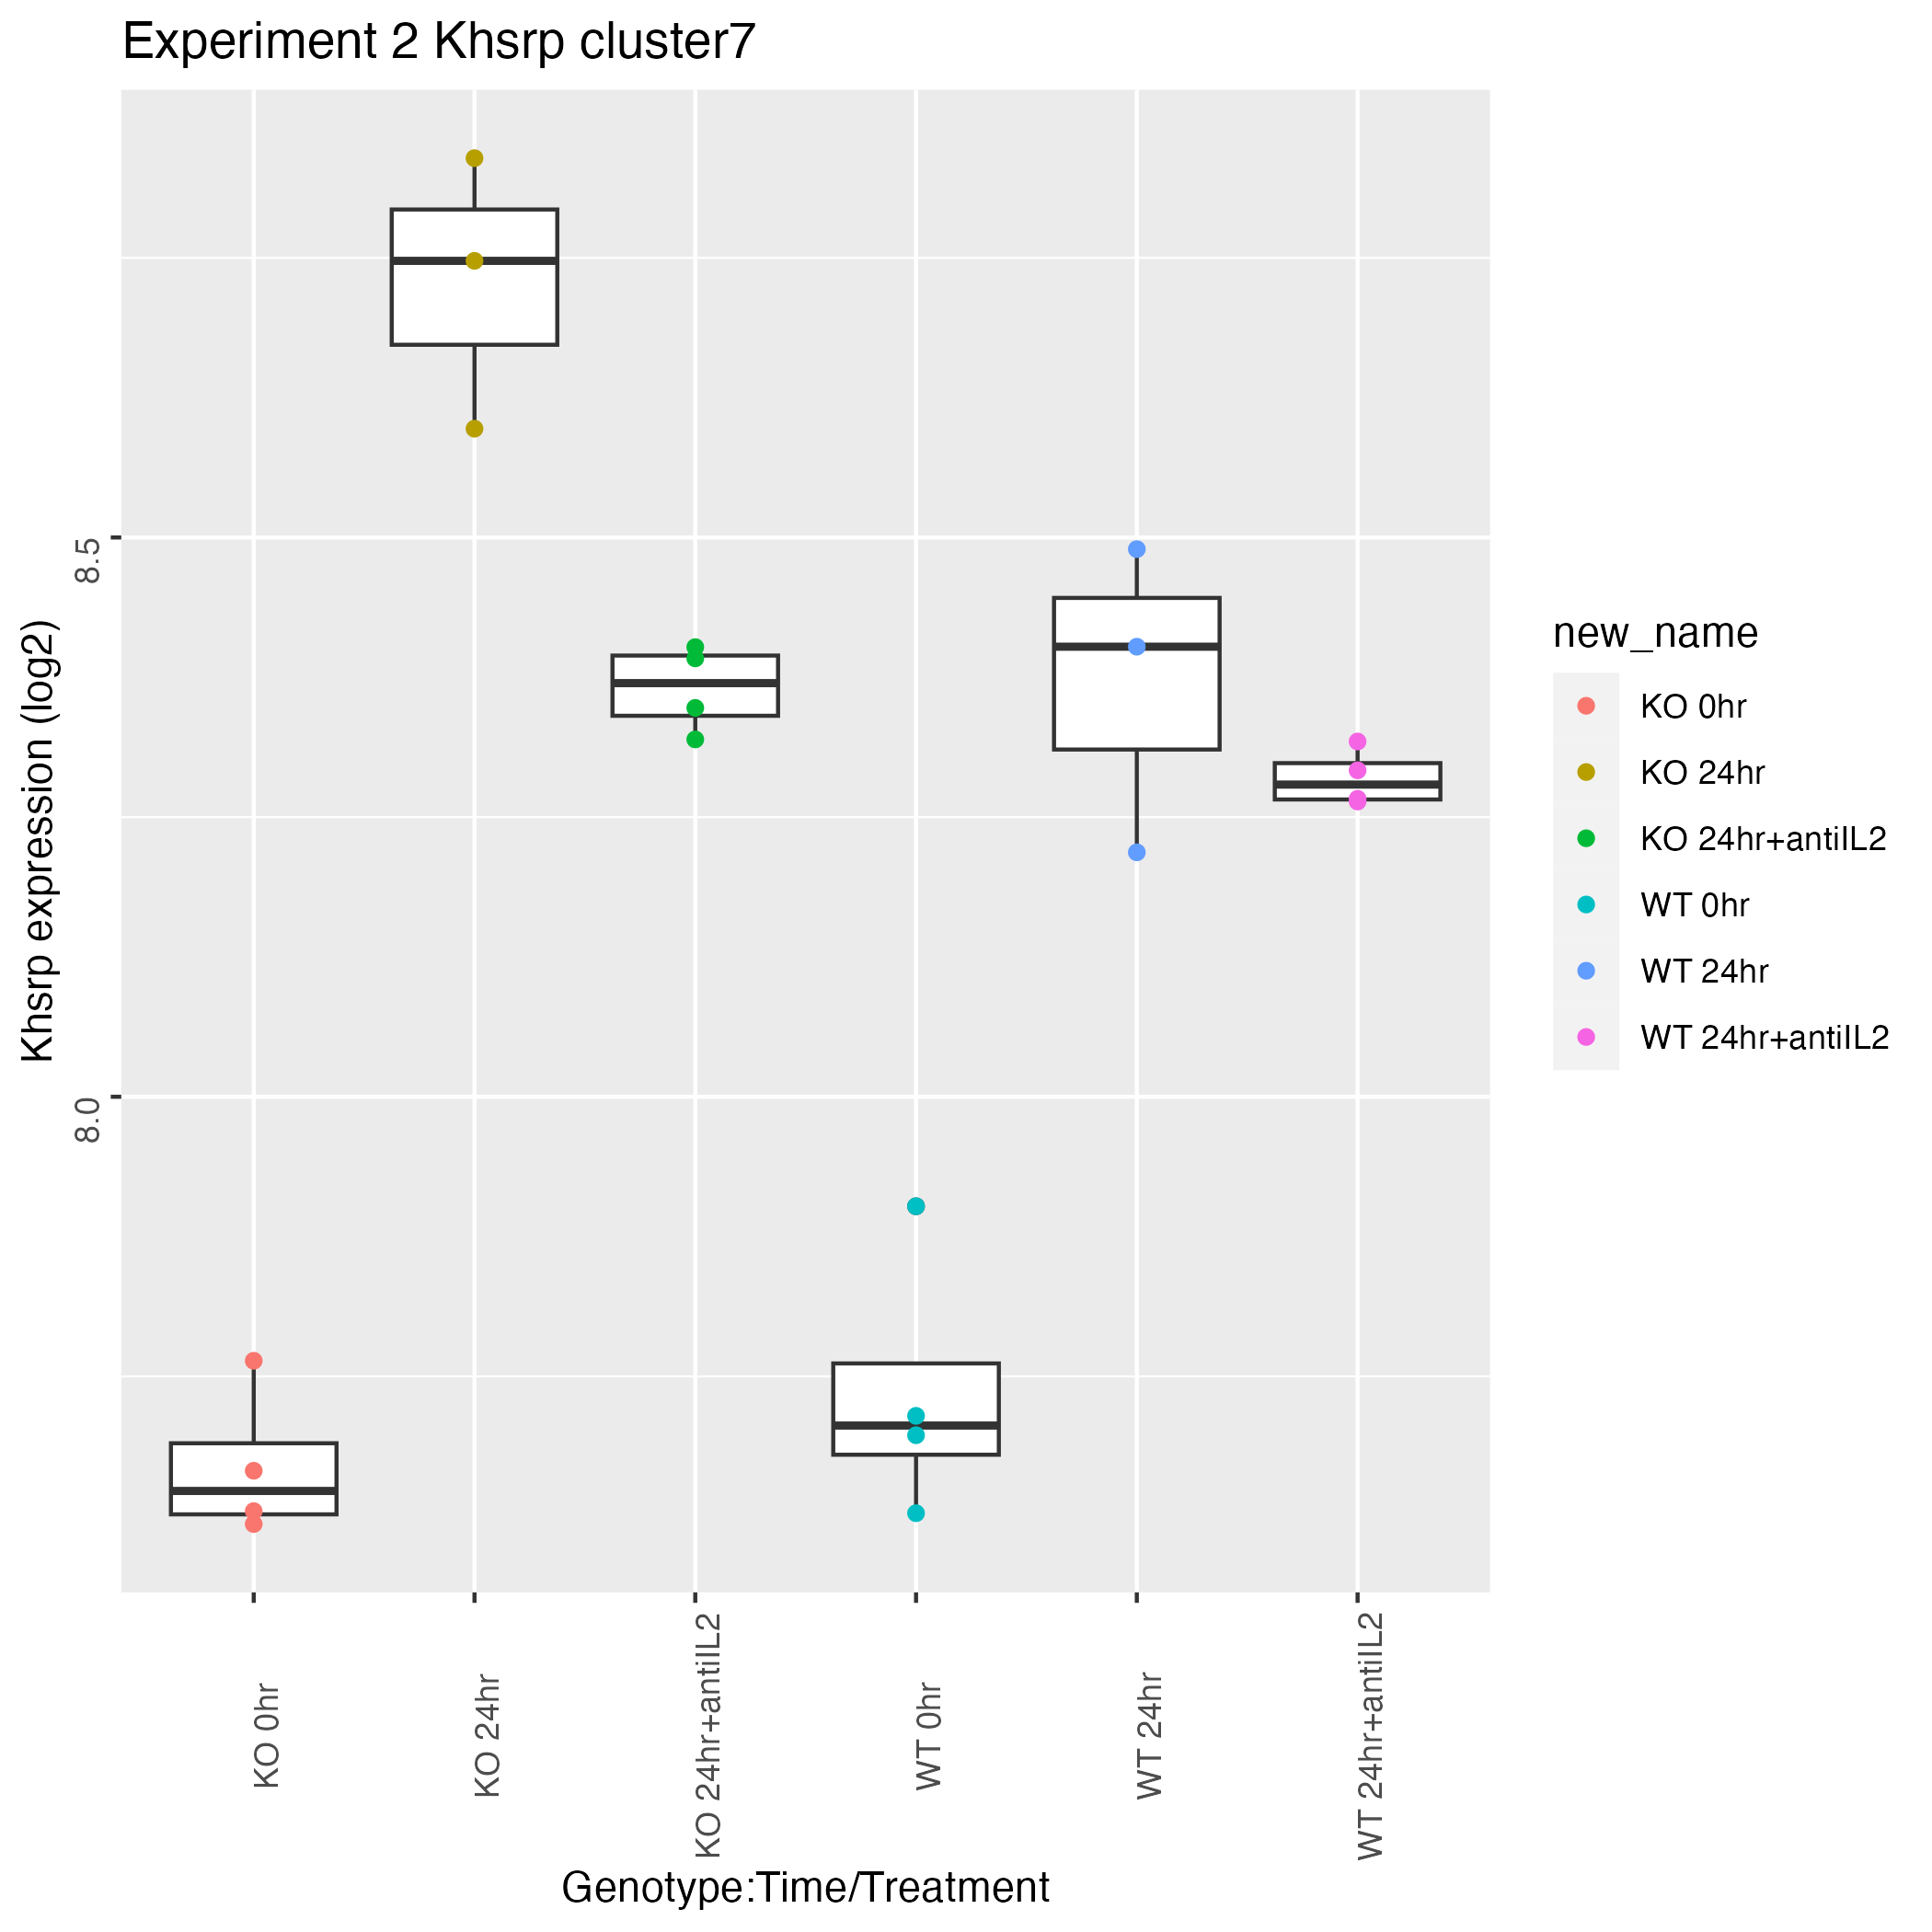 Experiment 2 Khsrp cluster7
Khsrp expression (log2)
8.5
8.0
KO 0hr
KO 24hr
KO 24hr+antiIL2
WT 0hr
WT 24hr
WT 24hr+antiIL2
Genotype:Time/Treatment
new_name
KO 0hr
KO 24hr
KO 24hr+antiIL2
WT 0hr
WT 24hr
WT 24hr+antiIL2